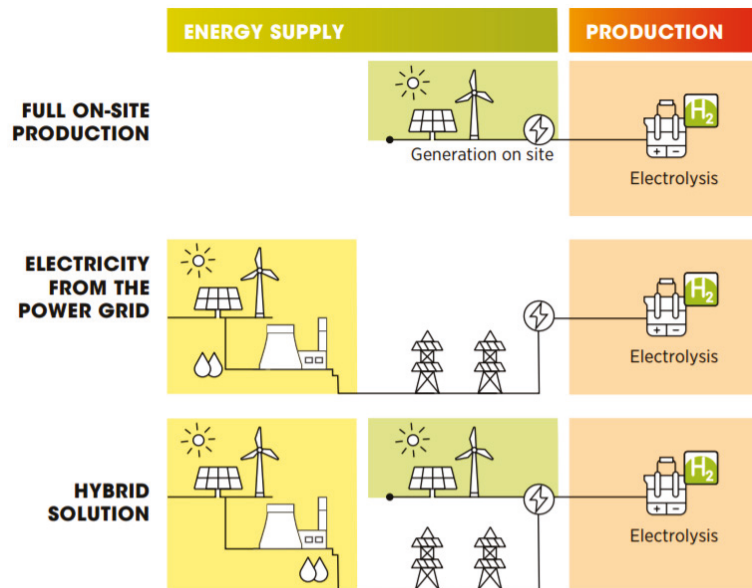 ENERGY SUPPLY
PRODUCTION
FULL ON-SITE
PRODUCTION
Generation on site
H2
+ −
Electrolysis
ELECTRICITY
FROM THE
POWER GRID
H2
+ −
Electrolysis
HYBRID
SOLUTION
H2
+ −
Electrolysis